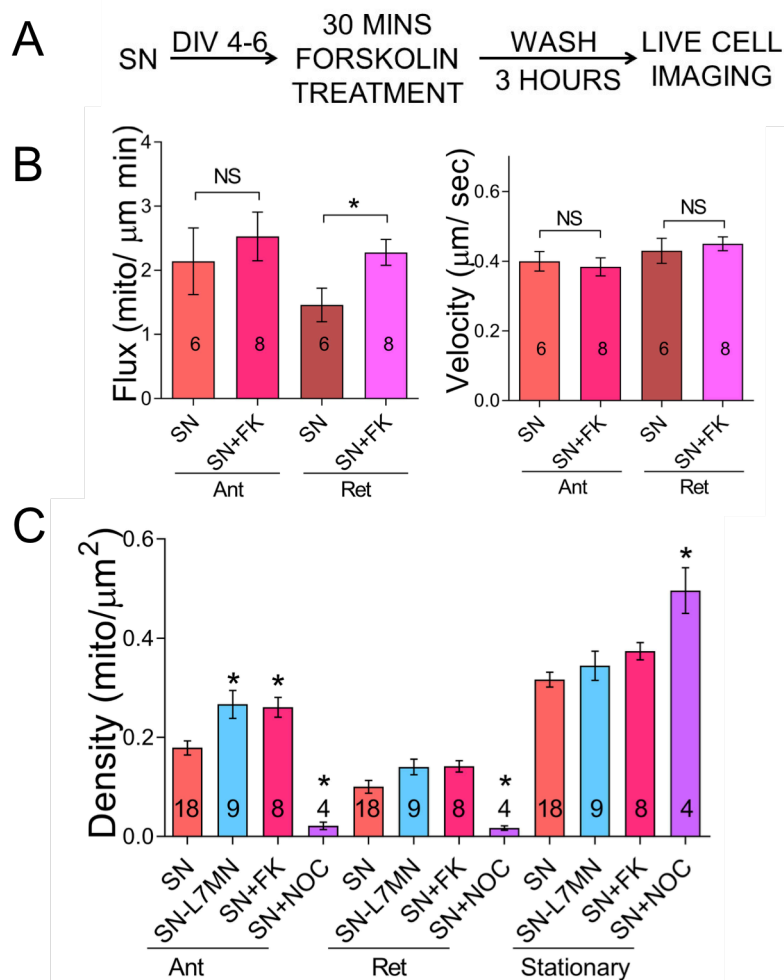 A
SN
DIV 4-6
30 MINS
FORSKOLIN
TREATMENT
WASH
3 HOURS
LIVE CELL
IMAGING
B
Flux (mito/ μm min)
4
3
2
1
0
NS
*
6
8
6
8
SN
SN+FK
SN
SN+FK
Ant
Ret
Velocity (μm/ sec)
0.6
0.4
0.2
0.0
NS
NS
6
8
6
8
SN
SN+FK
SN
SN+FK
Ant
Ret
C
Density (mito/μm²)
0.6
0.4
0.2
0.0
*
*
*
*
*
18
9
8
4
18
9
8
4
18
9
8
4
SN
SN-L7MN
SN+FK
SN+NOC
SN
SN-L7MN
SN+FK
SN+NOC
SN
SN-L7MN
SN+FK
SN+NOC
Ant
Ret
Stationary